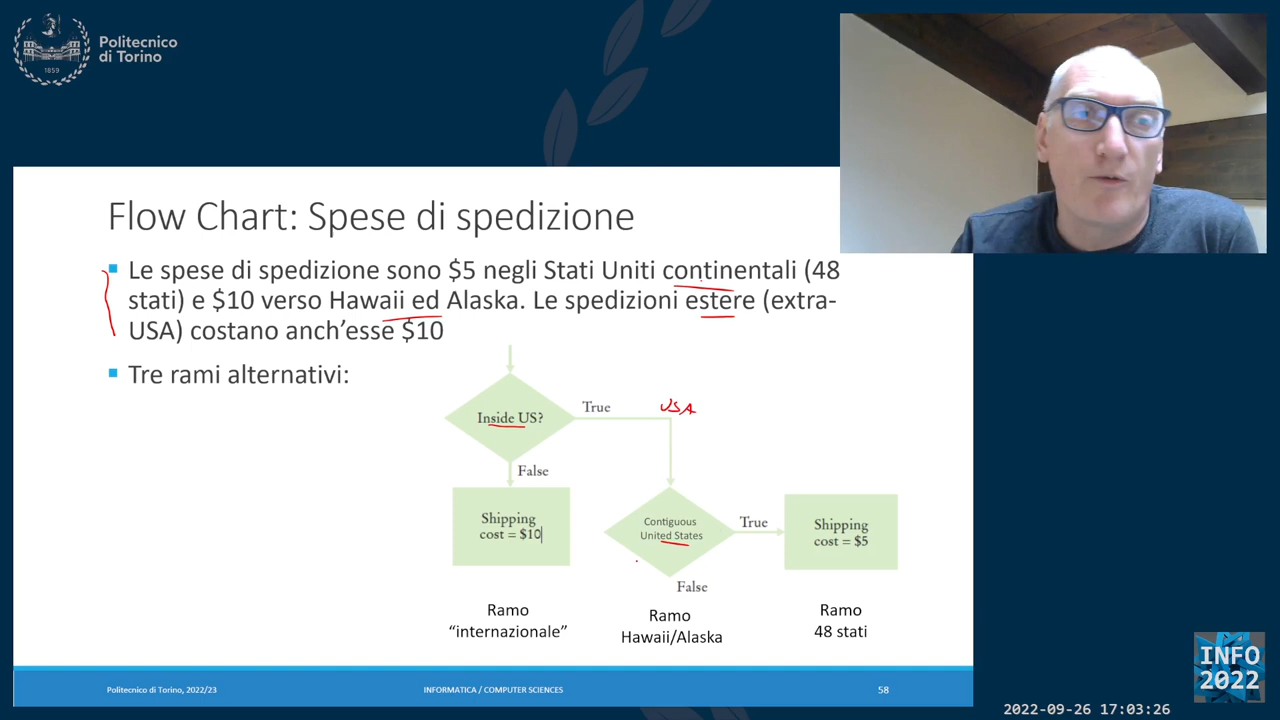 Politecnico
di Torino
1859
Flow Chart: Spese di spedizione
Le spese di spedizione sono $5 negli Stati Uniti continentali (48
stati) e $10 verso Hawaii ed Alaska. Le spedizioni estere (extra-
USA) costano anch'esse $10
Tre rami alternativi:
Inside US?
True
USA
False
Shipping
cost = $10
Contiguous
United States
True
Shipping
cost = $5
False
Ramo
"internazionale"
Ramo
Hawaii/Alaska
Ramo
48 stati
Politecnico di Torino, 2022/23
INFORMATICA / COMPUTER SCIENCES
58
INFO
2022
2022-09-26 17:03:26